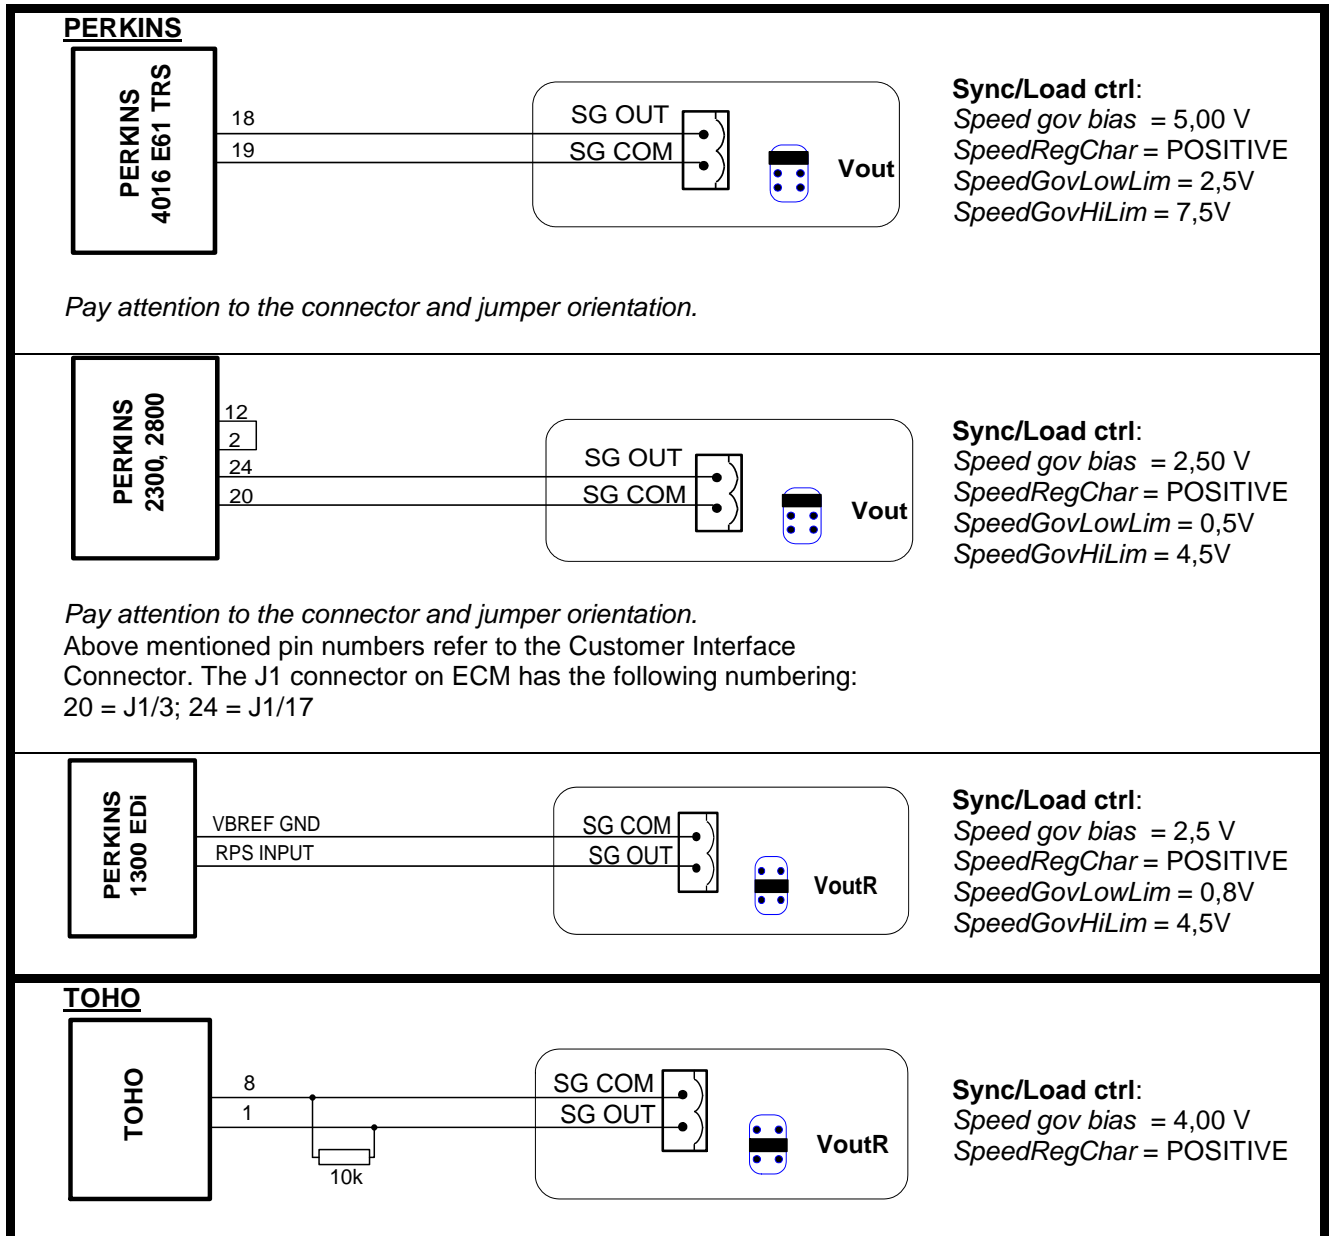 PERKINS
PERKINS
4016 E61 TRS
18
19
SG OUT
SG COM
Vout
Sync/Load ctrl:
Speed gov bias = 5,00 V
SpeedRegChar = POSITIVE
SpeedGovLowLim = 2,5V
SpeedGovHiLim = 7,5V
Pay attention to the connector and jumper orientation.
PERKINS
2300, 2800
12
2
24
20
SG OUT
SG COM
Vout
Sync/Load ctrl:
Speed gov bias = 2,50 V
SpeedRegChar = POSITIVE
SpeedGovLowLim = 0,5V
SpeedGovHiLim = 4,5V
Pay attention to the connector and jumper orientation.
Above mentioned pin numbers refer to the Customer Interface
Connector. The J1 connector on ECM has the following numbering:
20 = J1/3; 24 = J1/17
PERKINS
1300 EDi
VBREF GND
RPS INPUT
SG COM
SG OUT
VoutR
Sync/Load ctrl:
Speed gov bias = 2,5 V
SpeedRegChar = POSITIVE
SpeedGovLowLim = 0,8V
SpeedGovHiLim = 4,5V
TOHO
TOHO
8
1
10k
SG COM
SG OUT
VoutR
Sync/Load ctrl:
Speed gov bias = 4,00 V
SpeedRegChar = POSITIVE